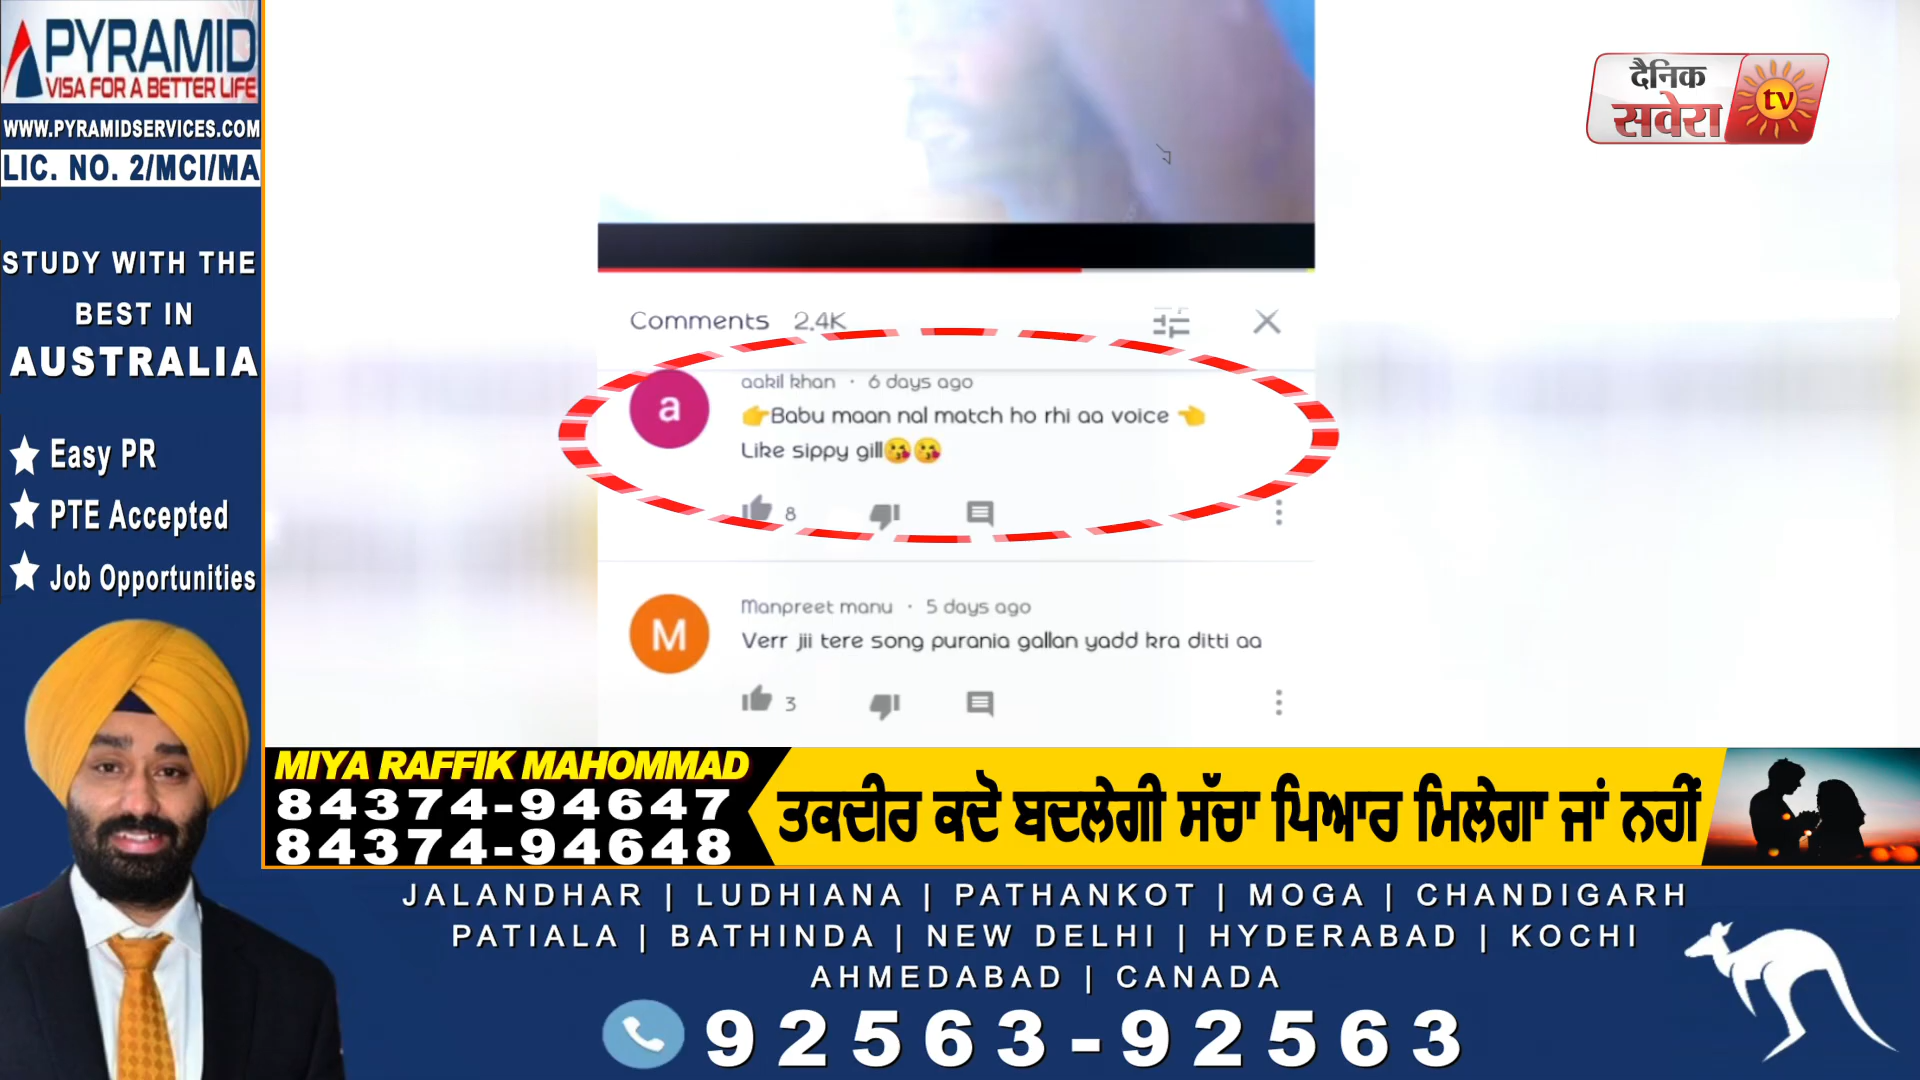 PYRAMID
VISA FOR A BETTER LIFE
WWW.PYRAMIDSERVICES.COM
LIC. NO. 2/MCI/MA
STUDY WITH THE
BEST IN
AUSTRALIA
Easy PR
PTE Accepted
Job Opportunities
दैनिक
सवेरा
tv
Comments 2.4K
a
aakil khan · 6 days ago
👉Babu maan nal match ho rhi aa voice 👈
Like sippy gill😘😘
8
M
Manpreet manu · 5 days ago
Verr jii tere song purania gallan yadd kra ditti aa
3
MIYA RAFFIK MAHOMMAD
84374-94647
84374-94648
ਤਕਦੀਰ ਕਦੋ ਬਦਲੇਗੀ ਸੱਚਾ ਪਿਆਰ ਮਿਲੇਗਾ ਜਾਂ ਨਹੀਂ
JALANDHAR | LUDHIANA | PATHANKOT | MOGA | CHANDIGARH
PATIALA | BATHINDA | NEW DELHI | HYDERABAD | KOCHI
AHMEDABAD | CANADA
92563-92563